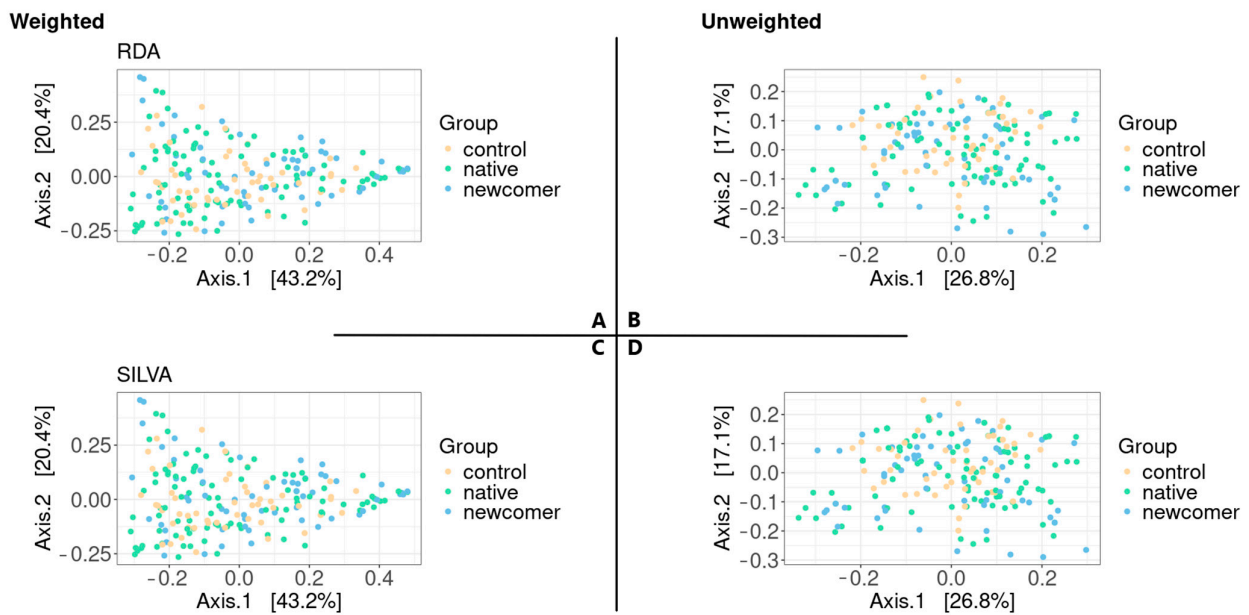 Weighted
Unweighted
RDA
Axis.2 [20.4%]
0.25
0.00
−0.25
−0.2 0.0 0.2 0.4
Axis.1 [43.2%]
Group
control
native
newcomer
Axis.2 [17.1%]
0.2
0.1
0.0
−0.1
−0.2
−0.3
−0.2 0.0 0.2
Axis.1 [26.8%]
Group
control
native
newcomer
A B
C D
SILVA
Axis.2 [20.4%]
0.25
0.00
−0.25
−0.2 0.0 0.2 0.4
Axis.1 [43.2%]
Group
control
native
newcomer
Axis.2 [17.1%]
0.2
0.1
0.0
−0.1
−0.2
−0.3
−0.2 0.0 0.2
Axis.1 [26.8%]
Group
control
native
newcomer